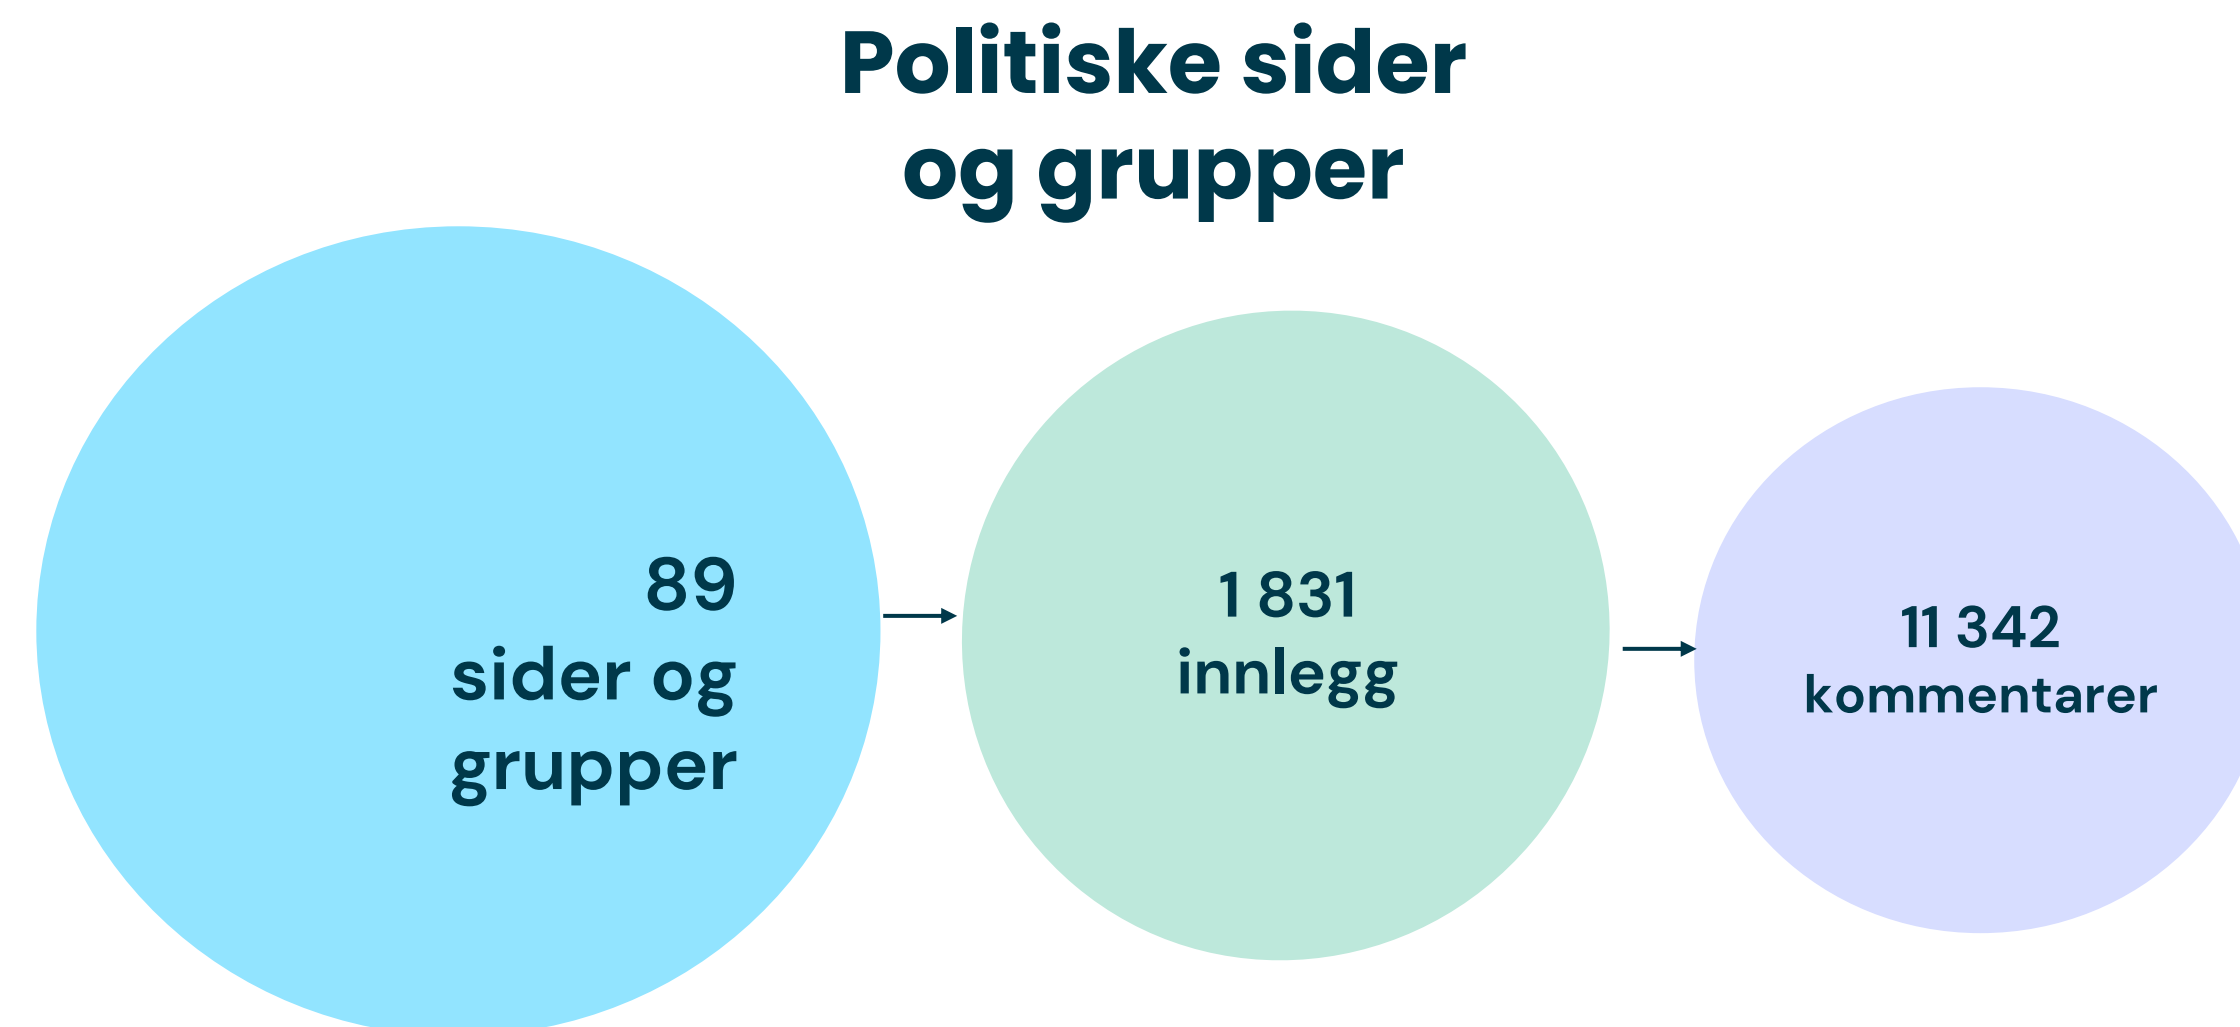 Politiske sider
og grupper
89
sider og
grupper
1 831
innlegg
11 342
kommentarer